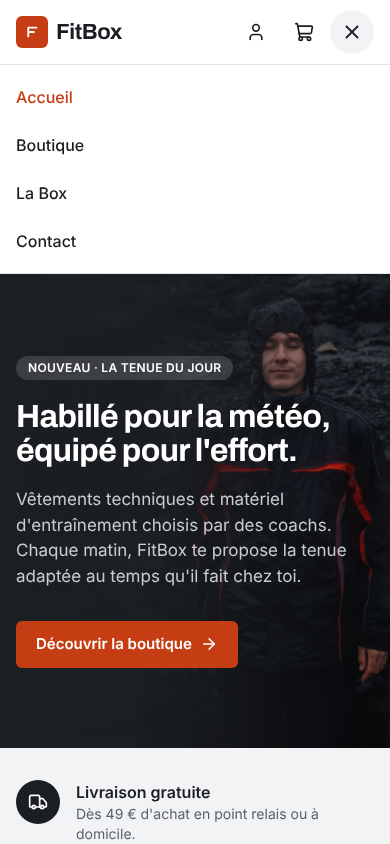 F FitBox
Accueil
Boutique
La Box
Contact
NOUVEAU · LA TENUE DU JOUR
Habillé pour la météo,
équipé pour l'effort.
Vêtements techniques et matériel
d'entraînement choisis par des coachs.
Chaque matin, FitBox te propose la tenue
adaptée au temps qu'il fait chez toi.
Découvrir la boutique
Livraison gratuite
Dès 49 € d'achat en point relais ou à
domicile.